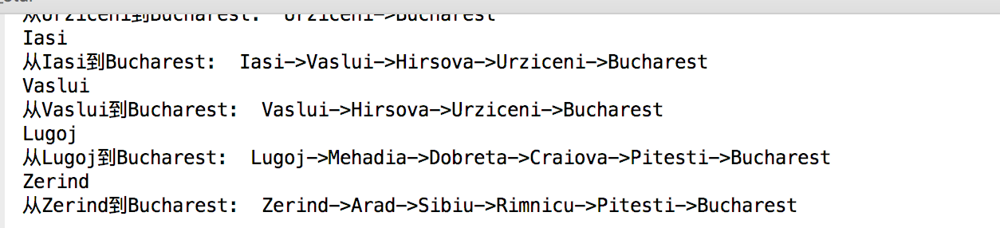 从Urziceni到Bucharest:  Urziceni->Bucharest
Iasi
从Iasi到Bucharest:  Iasi->Vaslui->Hirsova->Urziceni->Bucharest
Vaslui
从Vaslui到Bucharest:  Vaslui->Hirsova->Urziceni->Bucharest
Lugoj
从Lugoj到Bucharest:  Lugoj->Mehadia->Dobreta->Craiova->Pitesti->Bucharest
Zerind
从Zerind到Bucharest:  Zerind->Arad->Sibiu->Rimnicu->Pitesti->Bucharest